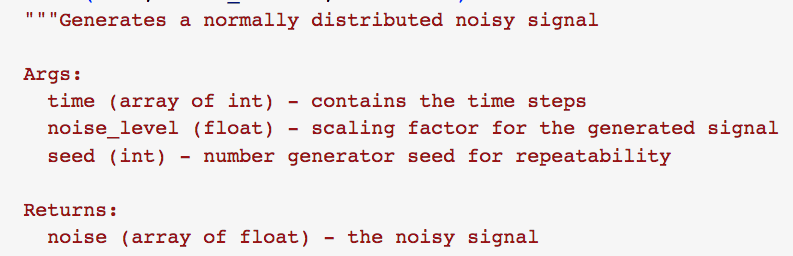 """Generates a normally distributed noisy signal
Args:
time (array of int) - contains the time steps
noise_level (float) - scaling factor for the generated signal
seed (int) - number generator seed for repeatability
Returns:
noise (array of float) - the noisy signal